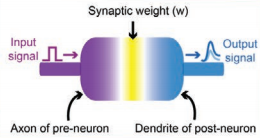 Synaptic weight (w)
Input
signal
Output
signal
Axon of pre-neuron
Dendrite of post-neuron